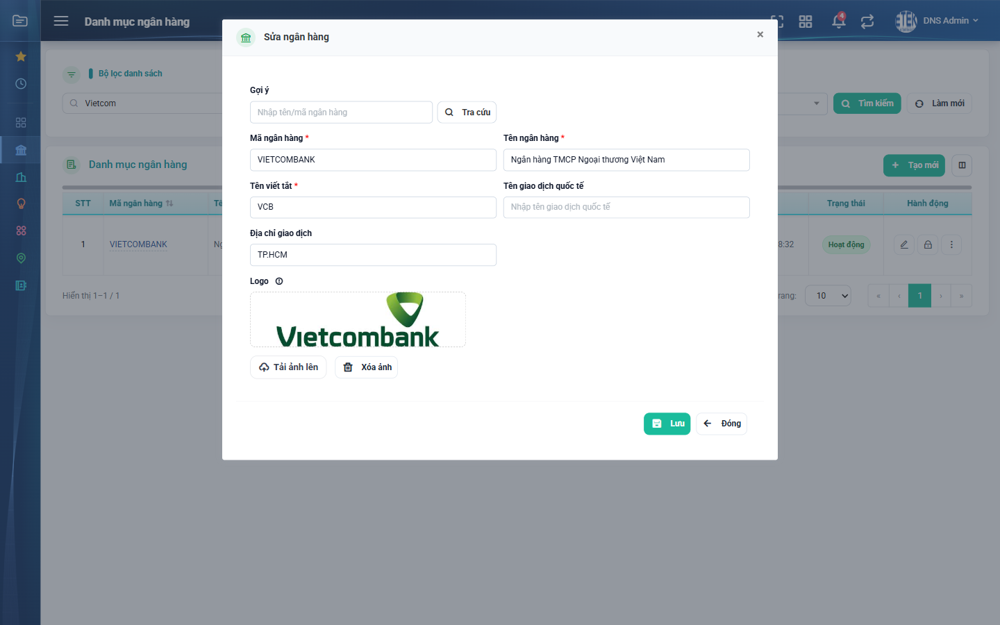 Danh mục ngân hàng
4
DNS Admin
Sửa ngân hàng
×
Bộ lọc danh sách
Vietcom
Tìm kiếm
Làm mới
Gợi ý
Nhập tên/mã ngân hàng
Tra cứu
Mã ngân hàng *
Tên ngân hàng *
VIETCOMBANK
Ngân hàng TMCP Ngoại thương Việt Nam
Tên viết tắt *
Tên giao dịch quốc tế
VCB
Nhập tên giao dịch quốc tế
Địa chỉ giao dịch
TP.HCM
Logo
Vietcombank
Tải ảnh lên
Xóa ảnh
Lưu
Đóng
Danh mục ngân hàng
Tạo mới
STT
Mã ngân hàng
Tê
Trạng thái
Hành động
1
VIETCOMBANK
Ng
8:32
Hoạt động
Hiển thị 1–1 / 1
rang:
10
«
‹
1
›
»